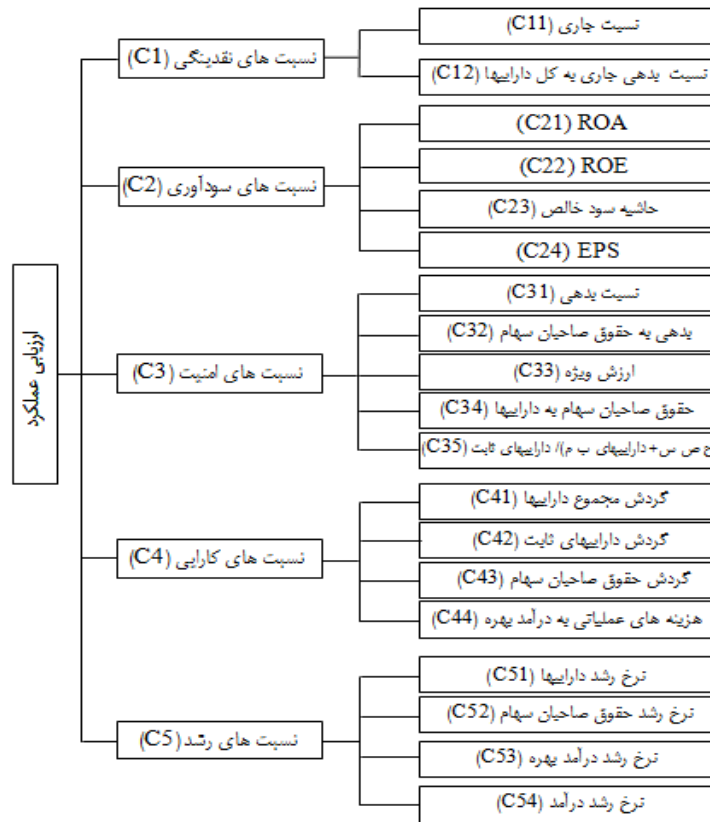 ارزیابی عملکرد
نسبت های نقدینگی (C1)
نسبت جاری (C11)
نسبت بدهی جاری به کل داراییها (C12)
نسبت های سودآوری (C2)
(C21) ROA
(C22) ROE
حاشیه سود خالص (C23)
(C24) EPS
نسبت های امنیت (C3)
نسبت بدهی (C31)
بدهی به حقوق صاحبان سهام (C32)
ارزش ویژه (C33)
حقوق صاحبان سهام به داراییها (C34)
ح ص س+ داراییهای ب م)/ داراییهای ثابت (C35)
نسبت های کارایی (C4)
گردش مجموع داراییها (C41)
گردش داراییهای ثابت (C42)
گردش حقوق صاحبان سهام (C43)
هزینه های عملیاتی به درآمد بهره (C44)
نسبت های رشد (C5)
نرخ رشد داراییها (C51)
نرخ رشد حقوق صاحبان سهام (C52)
نرخ رشد درآمد بهره (C53)
نرخ رشد درآمد (C54)